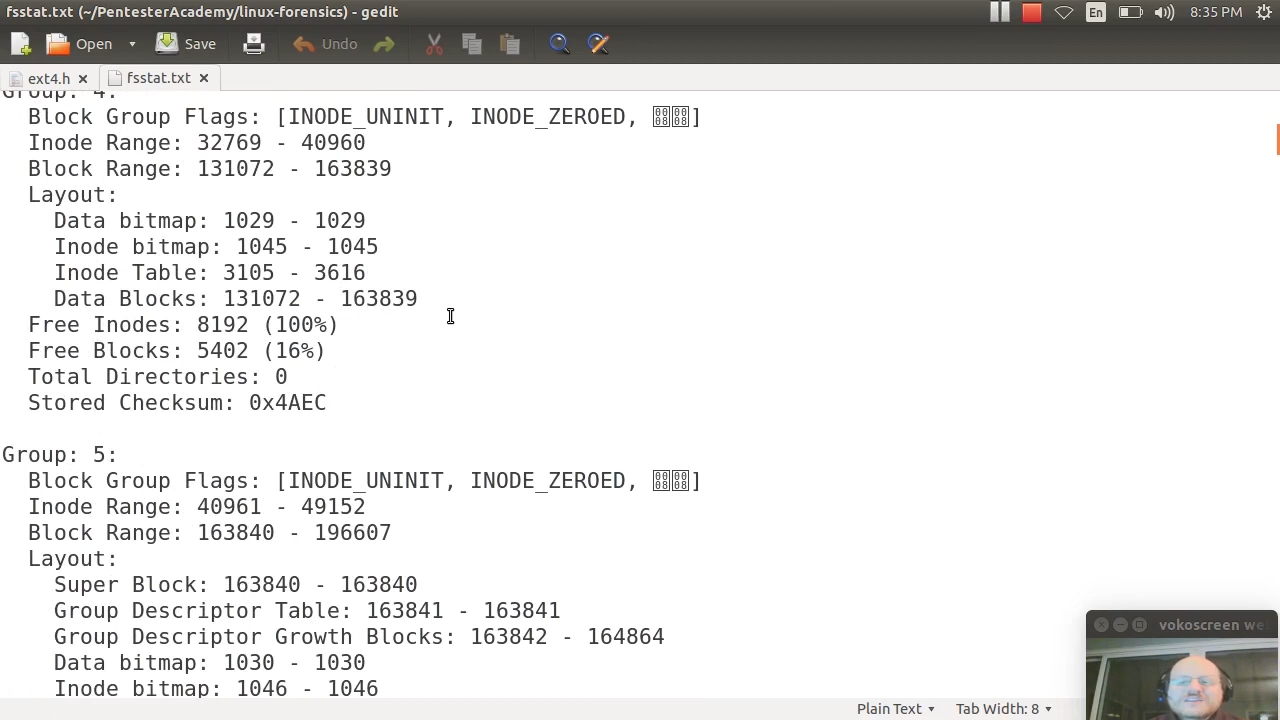 fsstat.txt (~/PentesterAcademy/linux-forensics) - gedit
En
8:35 PM
Open
Save
Undo
ext4.h
fsstat.txt
Group: 4:
Block Group Flags: [INODE_UNINIT, INODE_ZEROED, ]
Inode Range: 32769 - 40960
Block Range: 131072 - 163839
Layout:
Data bitmap: 1029 - 1029
Inode bitmap: 1045 - 1045
Inode Table: 3105 - 3616
Data Blocks: 131072 - 163839
Free Inodes: 8192 (100%)
Free Blocks: 5402 (16%)
Total Directories: 0
Stored Checksum: 0x4AEC
Group: 5:
Block Group Flags: [INODE_UNINIT, INODE_ZEROED, ]
Inode Range: 40961 - 49152
Block Range: 163840 - 196607
Layout:
Super Block: 163840 - 163840
Group Descriptor Table: 163841 - 163841
Group Descriptor Growth Blocks: 163842 - 164864
Data bitmap: 1030 - 1030
Inode bitmap: 1046 - 1046
vokoscreen we
Plain Text
Tab Width: 8